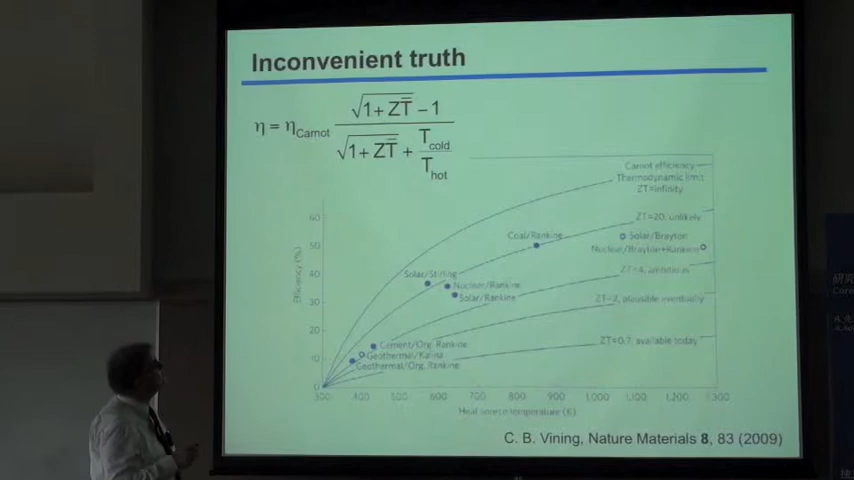 Inconvenient truth
η = η_Carnot (√(1+ZT̅) − 1) / (√(1+ZT̅) + T_cold/T_hot)
Carnot efficiency
Thermodynamic limit
ZT=infinity
60
ZT=20, unlikely
Coal/Rankine
Solar/Brayton
50
Nuclear/Brayton+Rankine
Efficiency (%)
40
Solar/Stirling
ZT=4, ambitious
Nuclear/Rankine
30
Solar/Rankine
ZT=2, plausible eventually
20
Cement/Org. Rankine
ZT=0.7, available today
10
Geothermal/Kalina
Geothermal/Org. Rankine
0
300 400 500 600 700 800 900 1,000 1,100 1,200 1,300
Heat source temperature (K)
C. B. Vining, Nature Materials 8, 83 (2009)